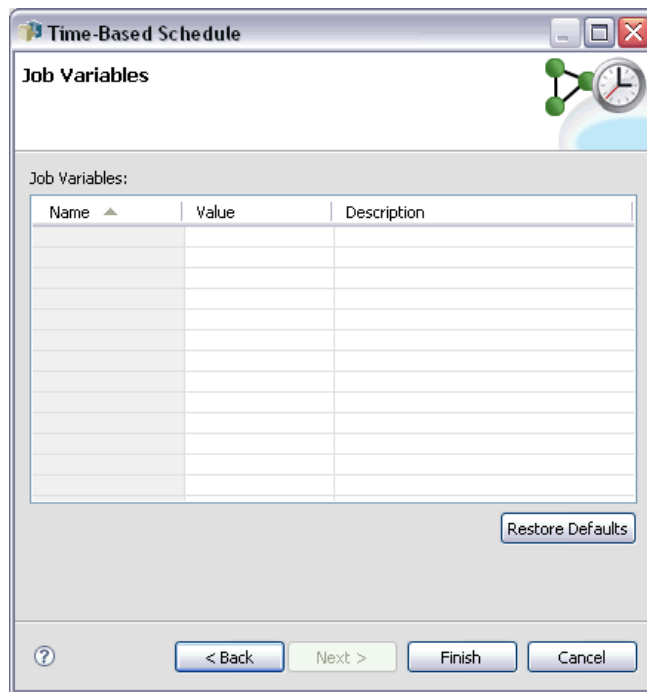 Time-Based Schedule
Job Variables
Job Variables:
Name Value Description
Restore Defaults
? < Back Next > Finish Cancel